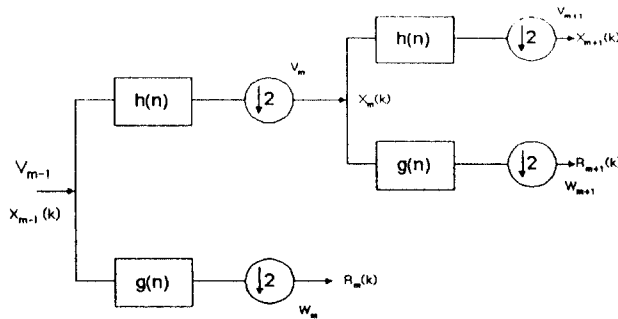 V_{m+1}
h(n)
↓2
X_{m+1}(k)
V_m
h(n)
↓2
X_m(k)
g(n)
↓2
R_{m+1}(k)
W_{m+1}
V_{m-1}
X_{m-1}(k)
g(n)
↓2
R_m(k)
W_m